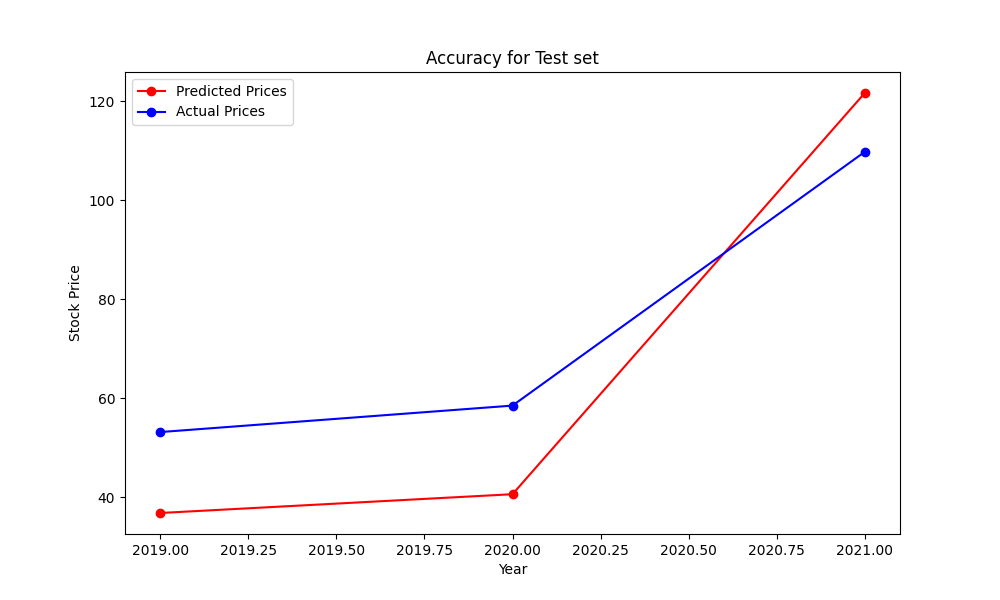 Accuracy for Test set
Predicted Prices
Actual Prices
120
100
80
60
40
Stock Price
2019.00 2019.25 2019.50 2019.75 2020.00 2020.25 2020.50 2020.75 2021.00
Year